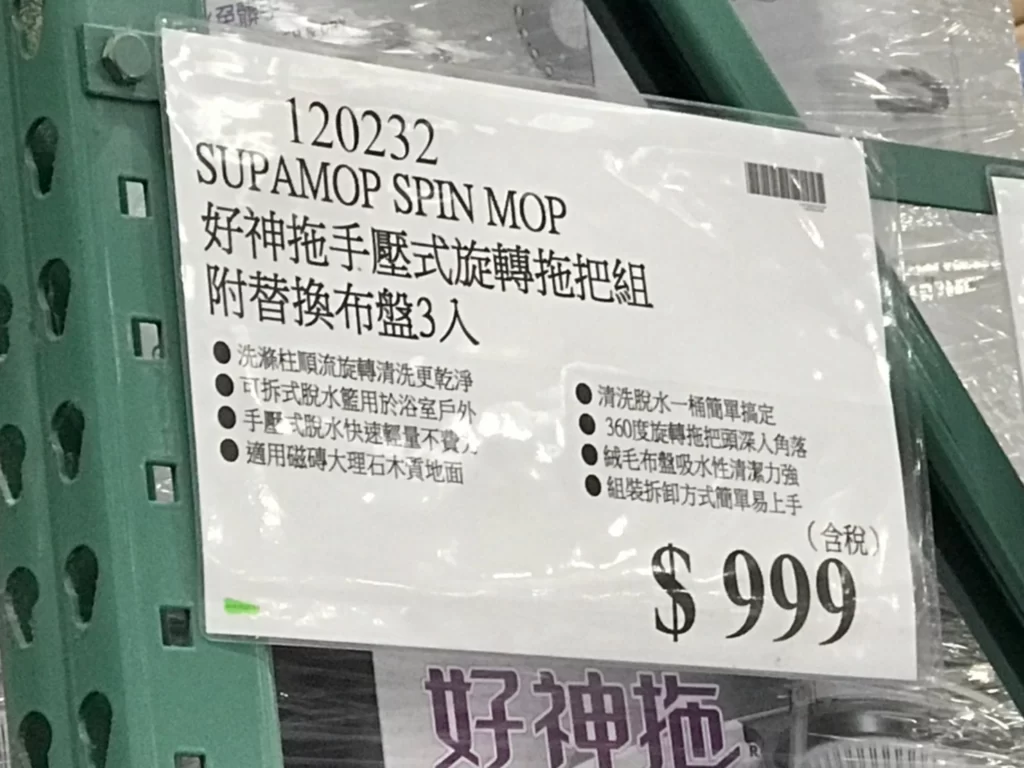 120232
SUPAMOP SPIN MOP
好神拖手壓式旋轉拖把組
附替換布盤3入
●洗滌柱順流旋轉清洗更乾淨
●可拆式脫水籃用於浴室戶外
●手壓式脫水快速輕量不費
●適用磁磚大理石木質地面
●清洗脫水一桶簡單搞定
●360度旋轉拖把頭深入角落
●絨毛布盤吸水性清潔力強
●組裝拆卸方式簡單易上手
(含稅)
$999
好神拖